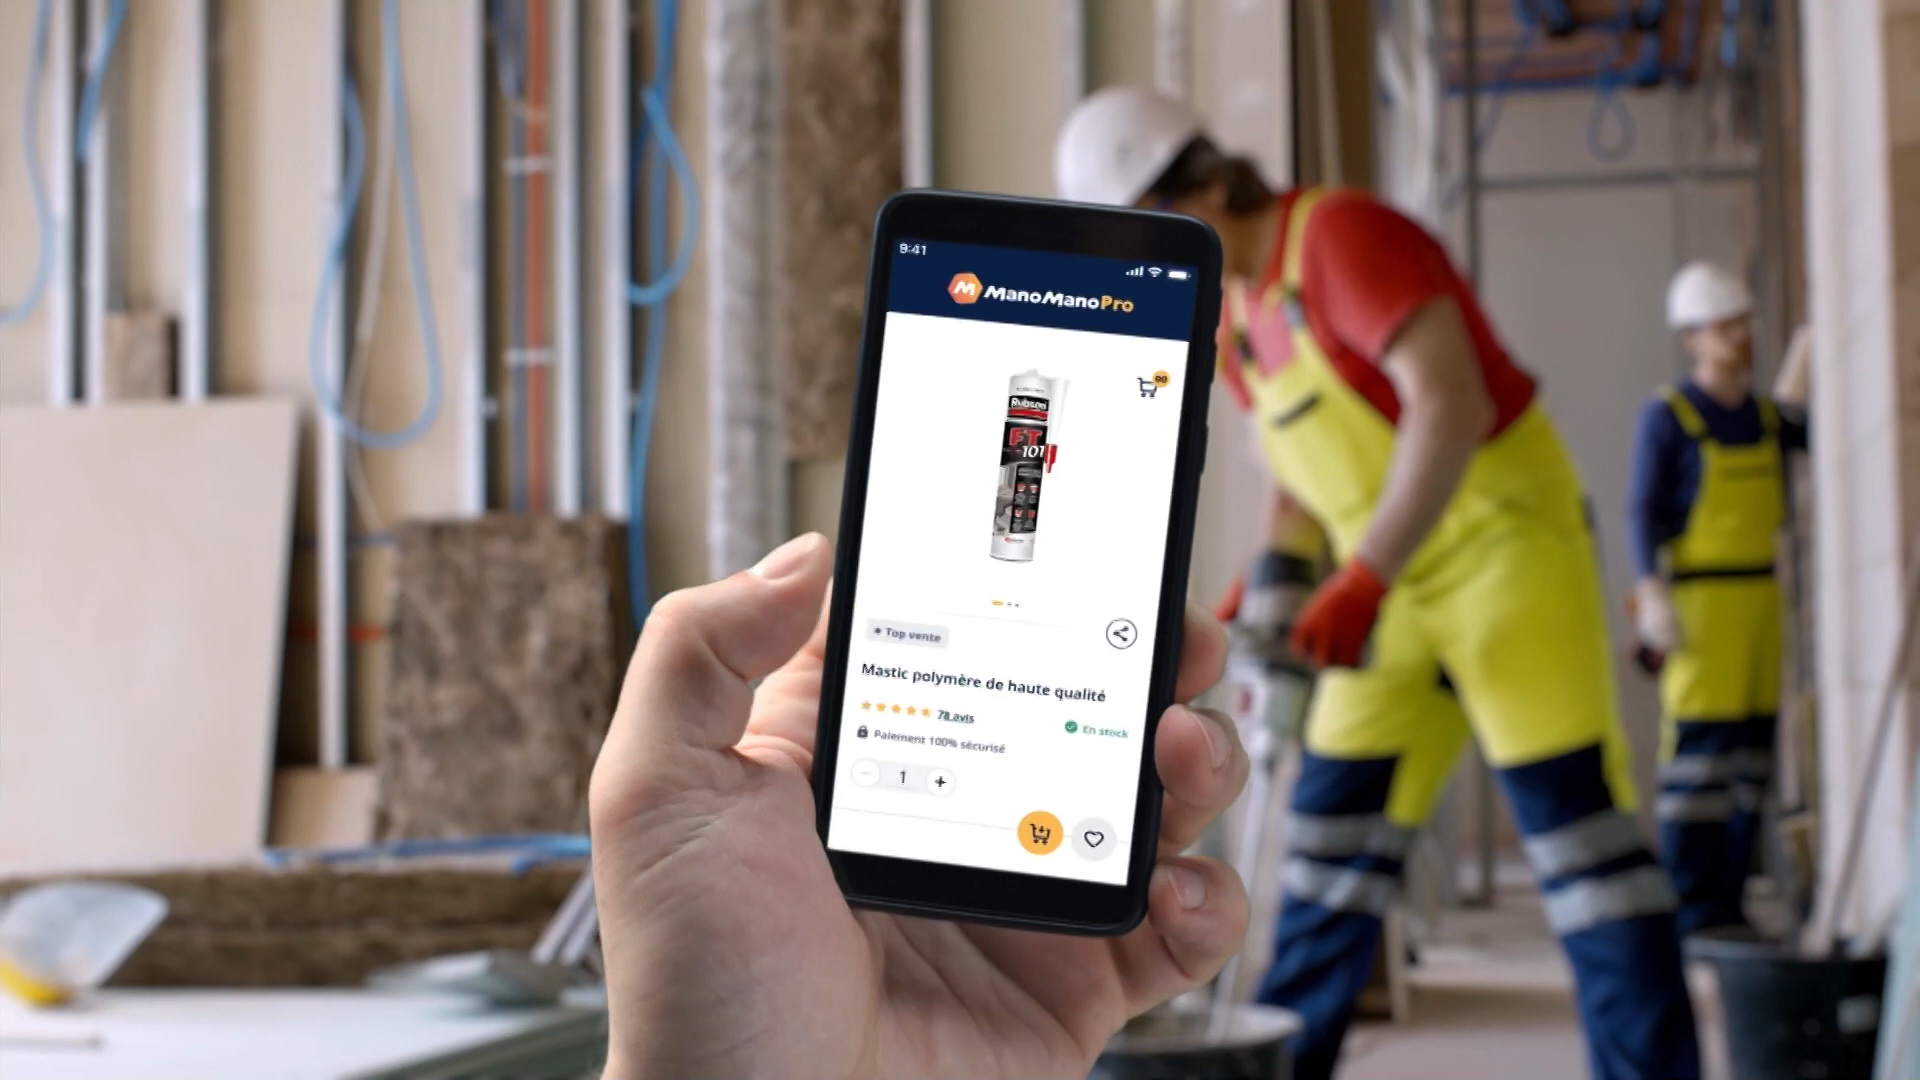 9:41
ManoManoPro
Rubson
FT
101
Top vente
Mastic polymère de haute qualité
78 avis
En stock
Paiement 100% sécurisé
1